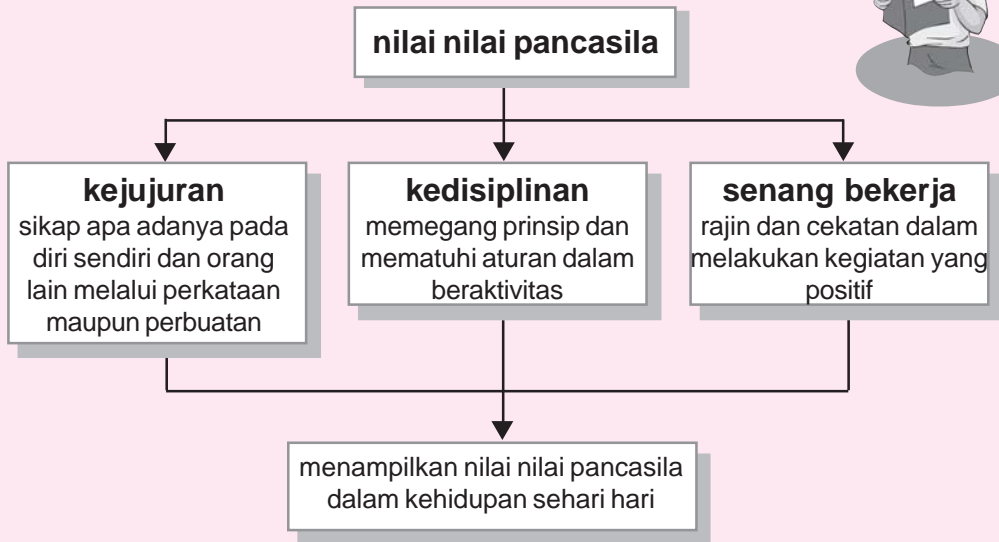 nilai nilai pancasila
kejujuran
sikap apa adanya pada
diri sendiri dan orang
lain melalui perkataan
maupun perbuatan
kedisiplinan
memegang prinsip dan
mematuhi aturan dalam
beraktivitas
senang bekerja
rajin dan cekatan dalam
melakukan kegiatan yang
positif
menampilkan nilai nilai pancasila
dalam kehidupan sehari hari